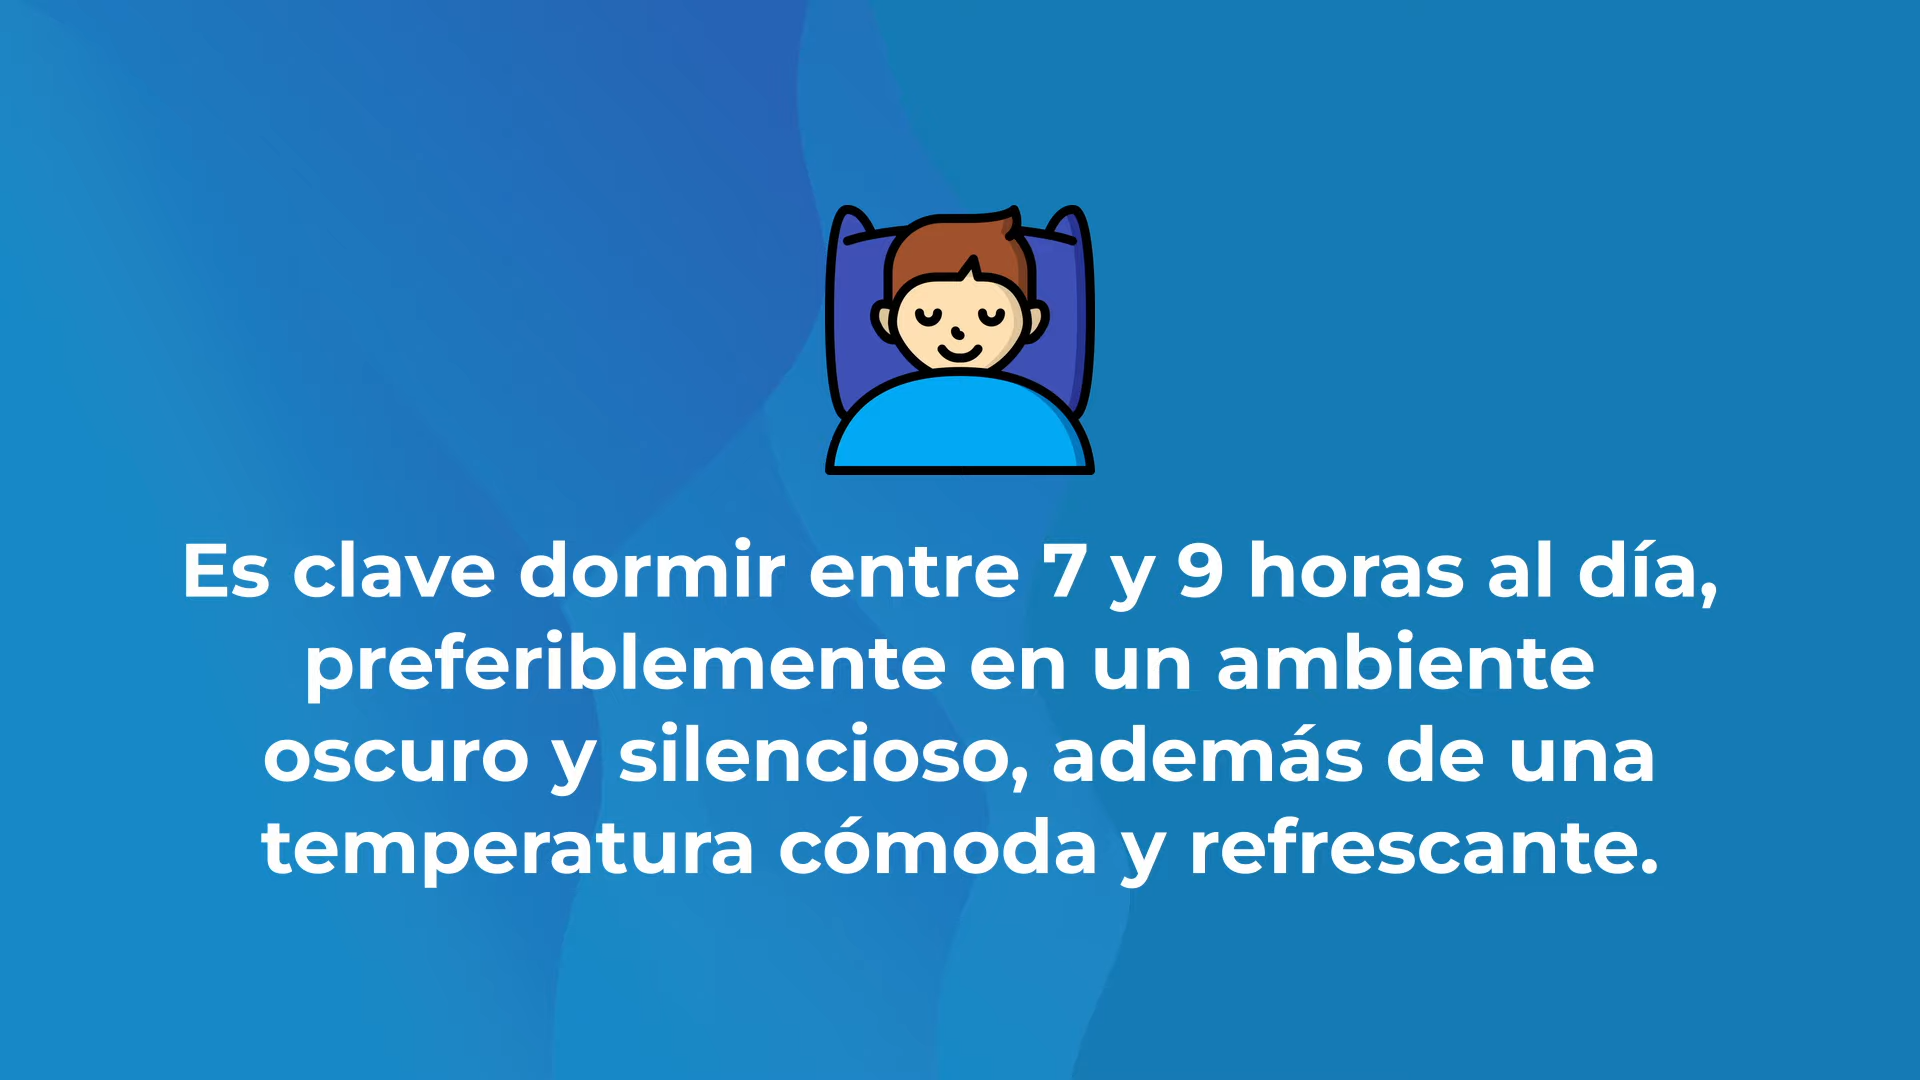 Es clave dormir entre 7 y 9 horas al día,
preferiblemente en un ambiente
oscuro y silencioso, además de una
temperatura cómoda y refrescante.